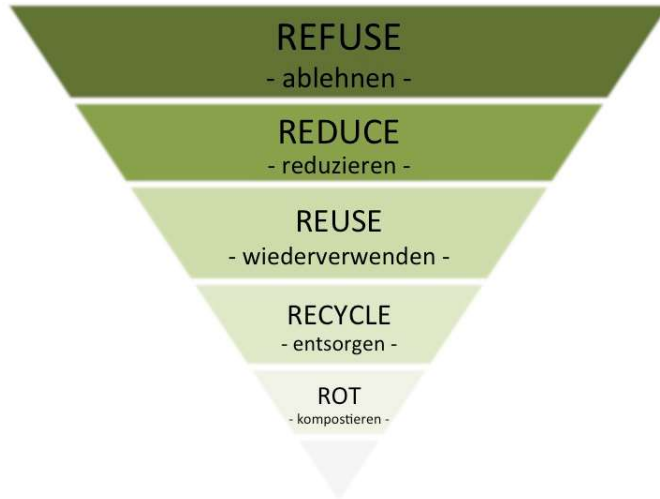 REFUSE
- ablehnen -
REDUCE
- reduzieren -
REUSE
- wiederverwenden -
RECYCLE
- entsorgen -
ROT
- kompostieren -